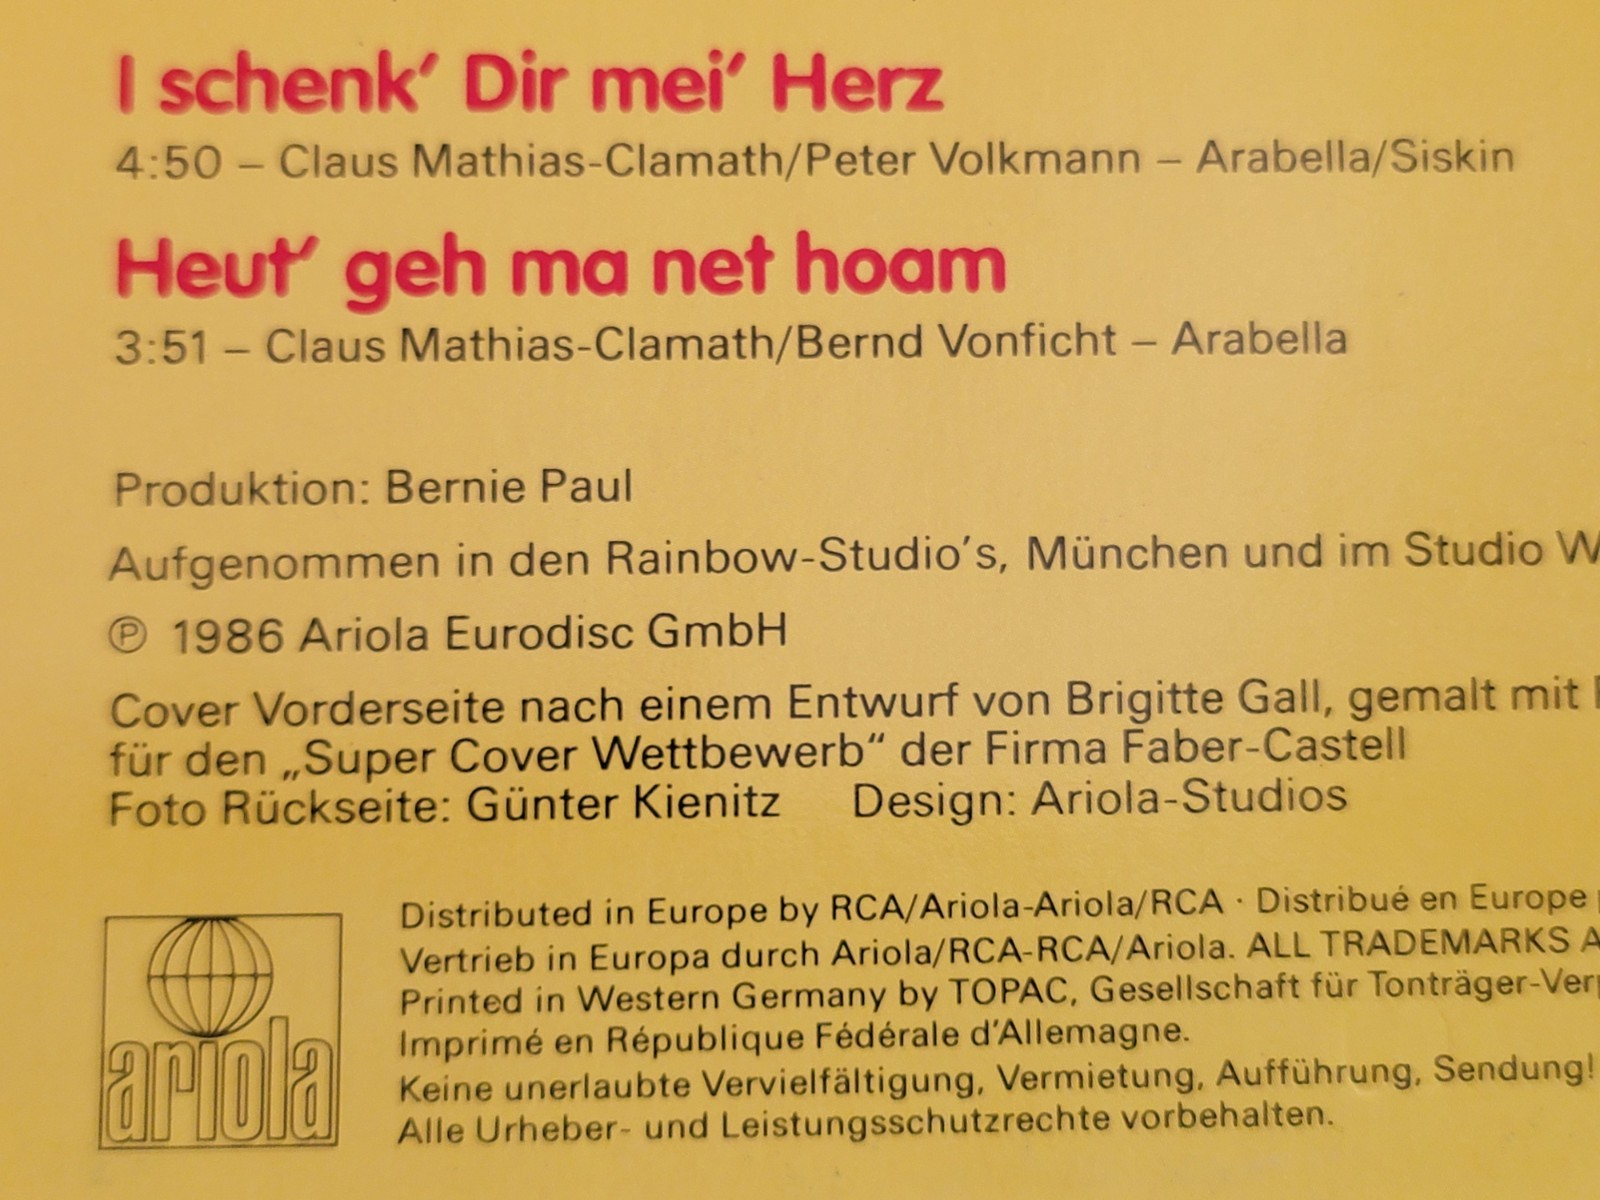 I schenk’ Dir mei’ Herz
4:50 – Claus Mathias-Clamath/Peter Volkmann – Arabella/Siskin
Heut’ geh ma net hoam
3:51 – Claus Mathias-Clamath/Bernd Vonficht – Arabella
Produktion: Bernie Paul
Aufgenommen in den Rainbow-Studio’s, München und im Studio
℗ 1986 Ariola Eurodisc GmbH
Cover Vorderseite nach einem Entwurf von Brigitte Gall, gemalt mit
für den „Super Cover Wettbewerb“ der Firma Faber-Castell
Foto Rückseite: Günter Kienitz Design: Ariola-Studios
Distributed in Europe by RCA/Ariola-Ariola/RCA · Distribué en Europe
Vertrieb in Europa durch Ariola/RCA-RCA/Ariola. ALL TRADEMARKS
Printed in Western Germany by TOPAC, Gesellschaft für
Imprimé en République Fédérale d’Allemagne.
Keine unerlaubte Vervielfältigung, Vermietung, Aufführung, Sendung!
Alle Urheber- und Leistungsschutzrechte vorbehalten.
ariola